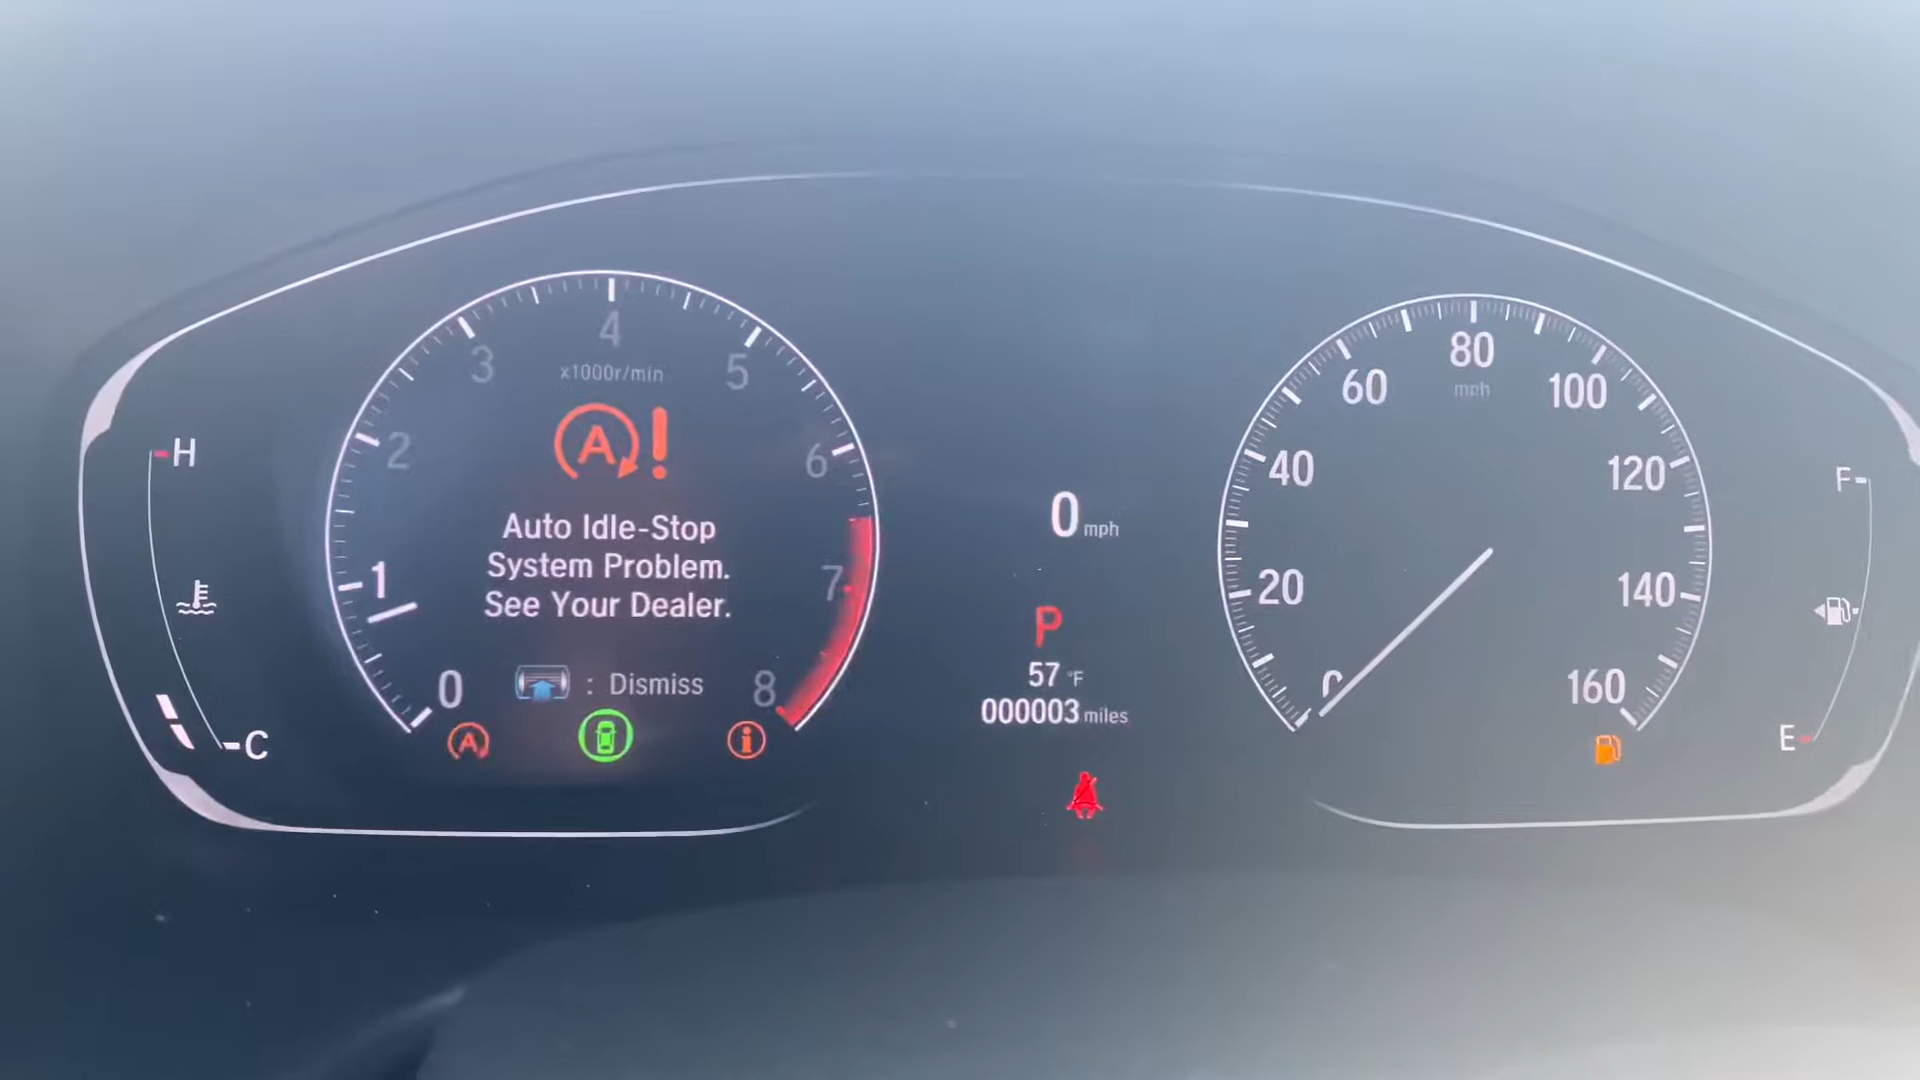 H
C
0
1
2
3
4
5
6
7
8
x1000r/min
A!
Auto Idle-Stop
System Problem.
See Your Dealer.
: Dismiss
A
i
0 mph
P
57 °F
000003 miles
0
20
40
60
80
100
120
140
160
mph
F
E